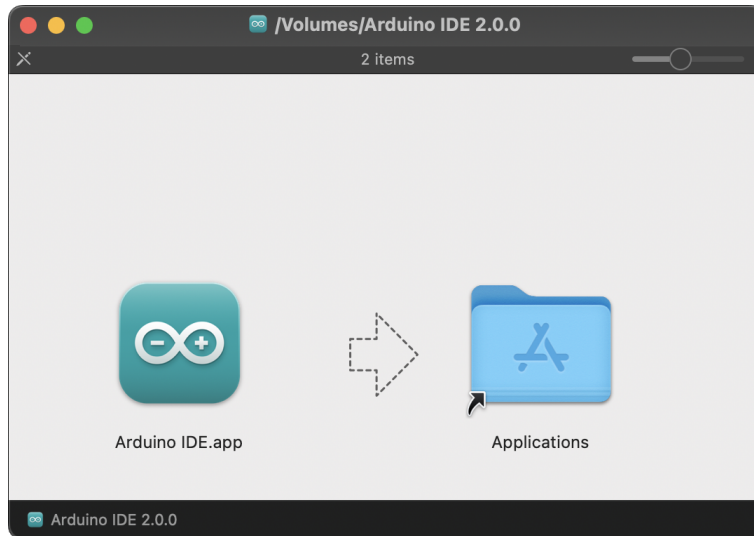 /Volumes/Arduino IDE 2.0.0
2 items
Arduino IDE.app
Applications
Arduino IDE 2.0.0